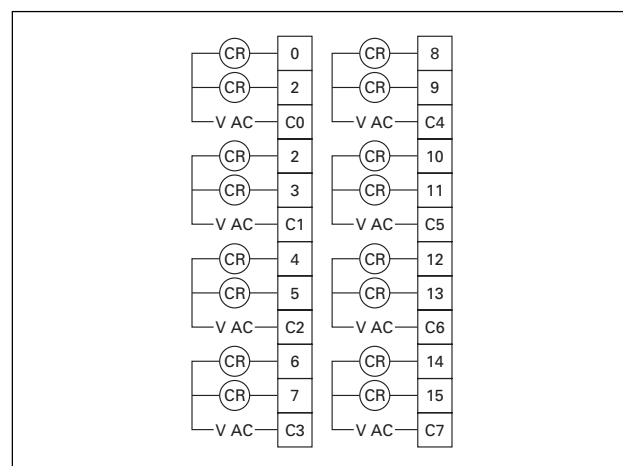 CR 0
CR 2
V AC C0
CR 2
CR 3
V AC C1
CR 4
CR 5
V AC C2
CR 6
CR 7
V AC C3
CR 8
CR 9
V AC C4
CR 10
CR 11
V AC C5
CR 12
CR 13
V AC C6
CR 14
CR 15
V AC C7